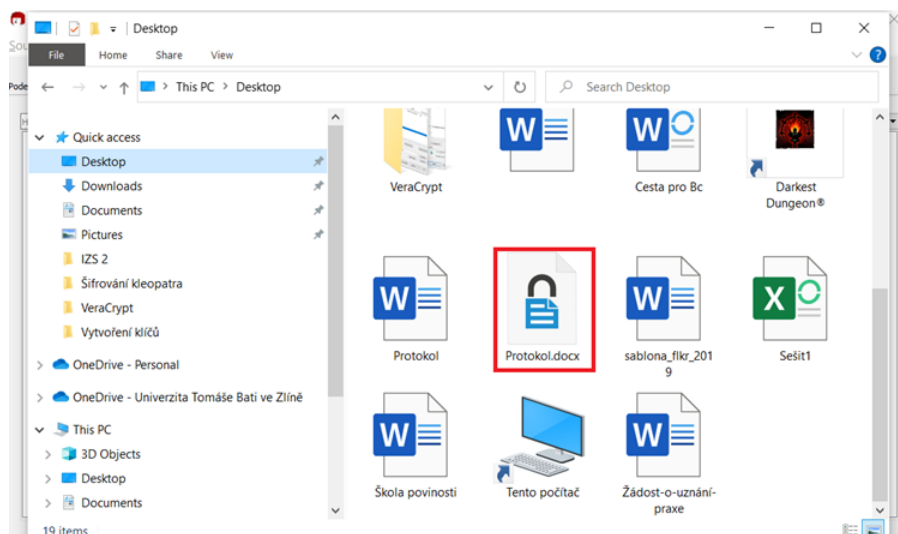 Desktop
Sou
File Home Share View
Pode
This PC > Desktop
Search Desktop
Quick access
Desktop
Downloads
Documents
Pictures
IZS 2
Šifrování kleopatra
VeraCrypt
Vytvoření klíčů
OneDrive - Personal
OneDrive - Univerzita Tomáše Bati ve Zlíně
This PC
3D Objects
Desktop
Documents
19 items
VeraCrypt
Cesta pro Bc
Darkest
Dungeon®
Protokol
Protokol.docx
sablona_flkr_201
9
Sešit1
Škola povinosti
Tento počítač
Žádost-o-uznání-
praxe